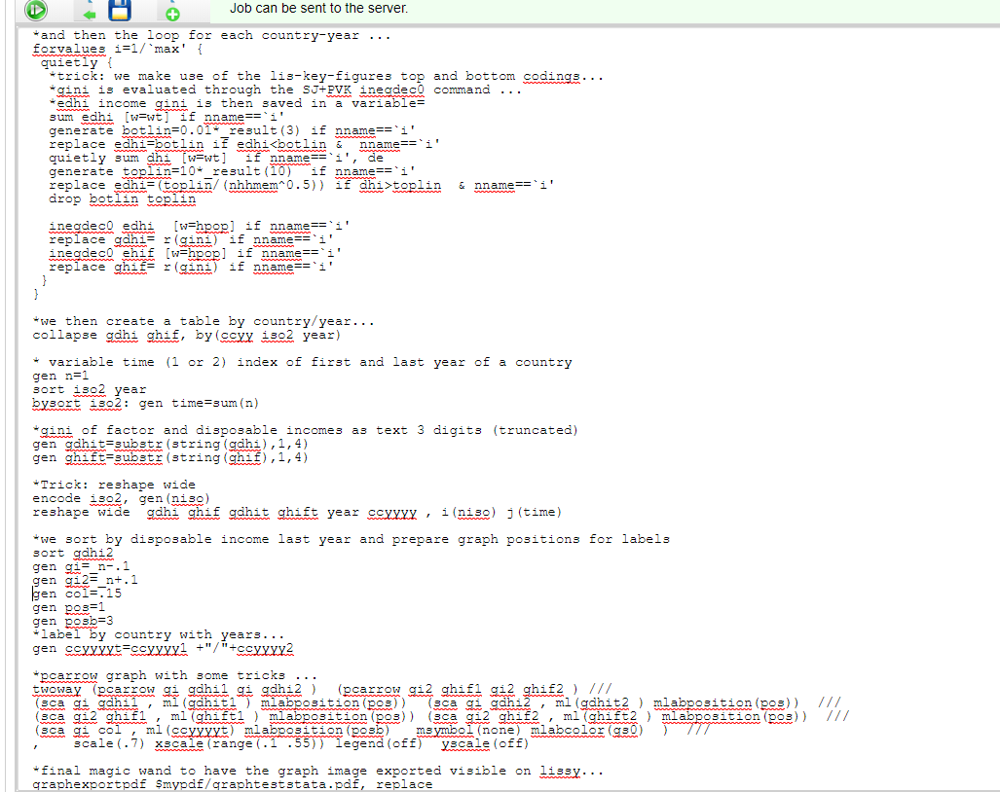 Job can be sent to the server.
*and then the loop for each country-year ...
forvalues i=1/`max' {
quietly {
*trick: we make use of the lis-key-figures top and bottom codings...
*gini is evaluated through the SJ+PVK ineqdec0 command ...
*edhi income gini is then saved in a variable=
sum edhi [w=wt] if nname==`i'
generate botlin=0.01*_result(3) if nname==`i'
replace edhi=botlin if edhi<botlin & nname==`i'
quietly sum dhi [w=wt] if nname==`i', de
generate toplin=10*_result(10) if nname==`i'
replace edhi=(toplin/(nhhmem^0.5)) if dhi>toplin & nname==`i'
drop botlin toplin
ineqdec0 edhi [w=hpop] if nname==`i'
replace gdhi= r(gini) if nname==`i'
ineqdec0 ehif [w=hpop] if nname==`i'
replace ghif= r(gini) if nname==`i'
}
}
*we then create a table by country/year...
collapse gdhi ghif, by(ccyy iso2 year)
* variable time (1 or 2) index of first and last year of a country
gen n=1
sort iso2 year
bysort iso2: gen time=sum(n)
*gini of factor and disposable incomes as text 3 digits (truncated)
gen gdhit=substr(string(gdhi),1,4)
gen ghift=substr(string(ghif),1,4)
*Trick: reshape wide
encode iso2, gen(niso)
reshape wide gdhi ghif gdhit ghift year ccyyyy , i(niso) j(time)
*we sort by disposable income last year and prepare graph positions for labels
sort gdhi2
gen gi=_n-.1
gen gi2=_n+.1
gen col=.15
gen pos=1
gen posb=3
*label by country with years...
gen ccyyyyt=ccyyyy1 +"/"+ccyyyy2
*pcarrow graph with some tricks ...
twoway (pcarrow gi gdhi1 gi gdhi2 ) (pcarrow gi2 ghif1 gi2 ghif2 ) ///
(sca gi gdhi1 , ml(gdhit1 ) mlabposition(pos)) (sca gi gdhi2 , ml(gdhit2 ) mlabposition(pos)) ///
(sca gi2 ghif1 , ml(ghift1 ) mlabposition(pos)) (sca gi2 ghif2 , ml(ghift2 ) mlabposition(pos)) ///
(sca gi col , ml(ccyyyyt) mlabposition(posb) msymbol(none) mlabcolor(gs0) ) ///
, scale(.7) xscale(range(.1 .55)) legend(off) yscale(off)
*final magic wand to have the graph image exported visible on lissy...
graphexportpdf $mypdf/graphteststata.pdf, replace